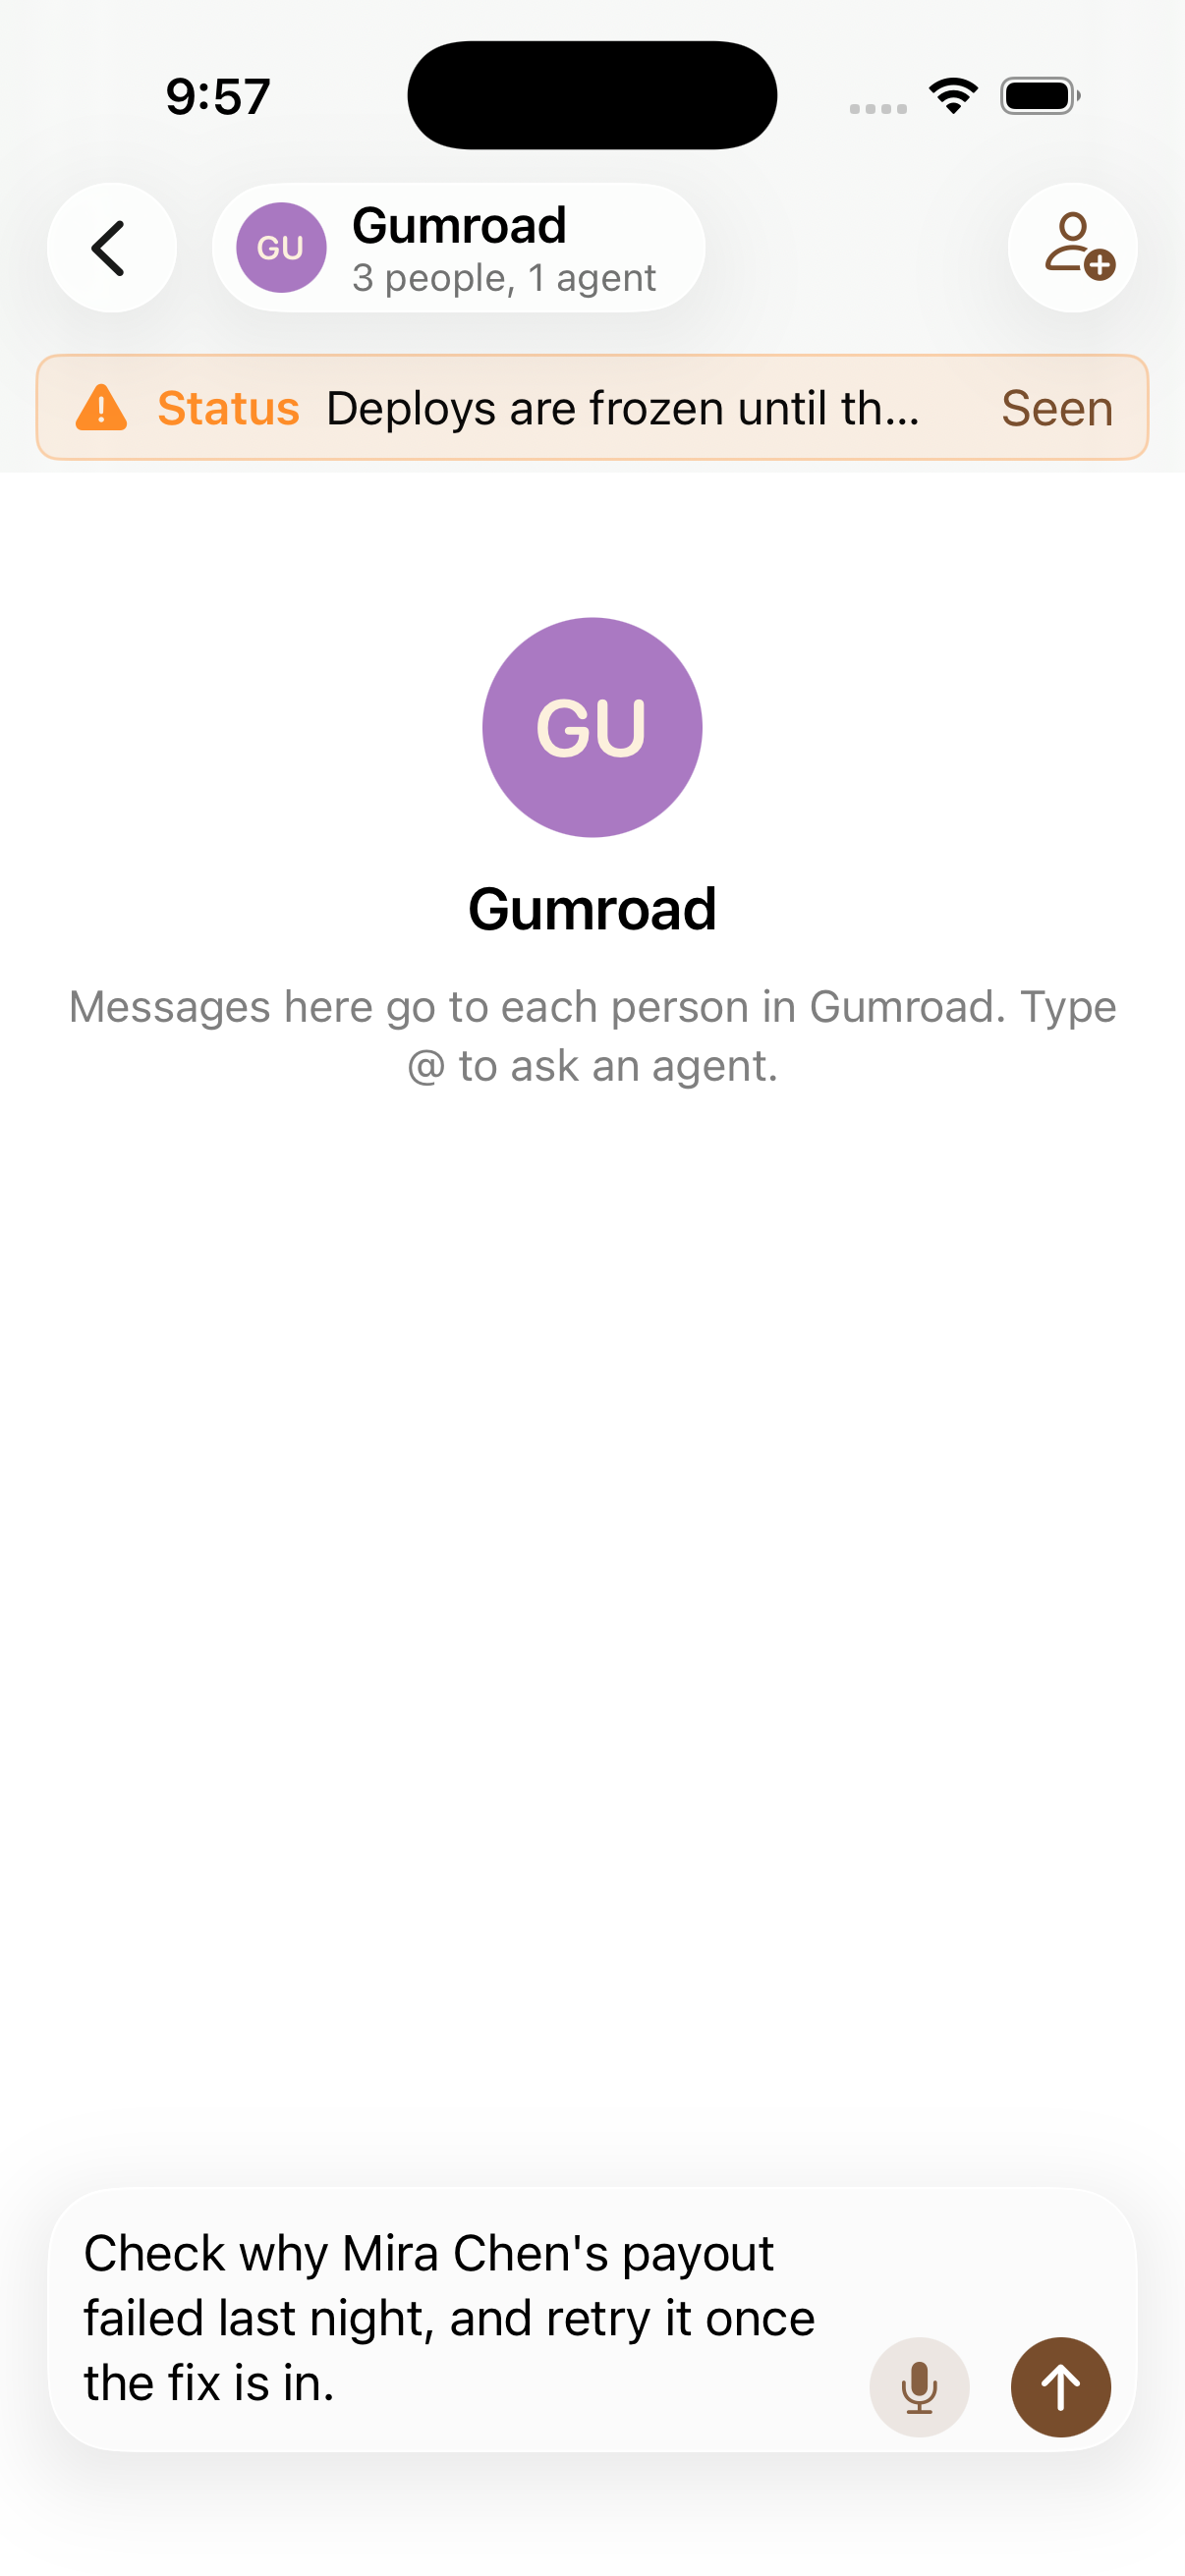 9:57
GU
Gumroad
3 people, 1 agent
Status Deploys are frozen until th... Seen
GU
Gumroad
Messages here go to each person in Gumroad. Type
@ to ask an agent.
Check why Mira Chen's payout
failed last night, and retry it once
the fix is in.